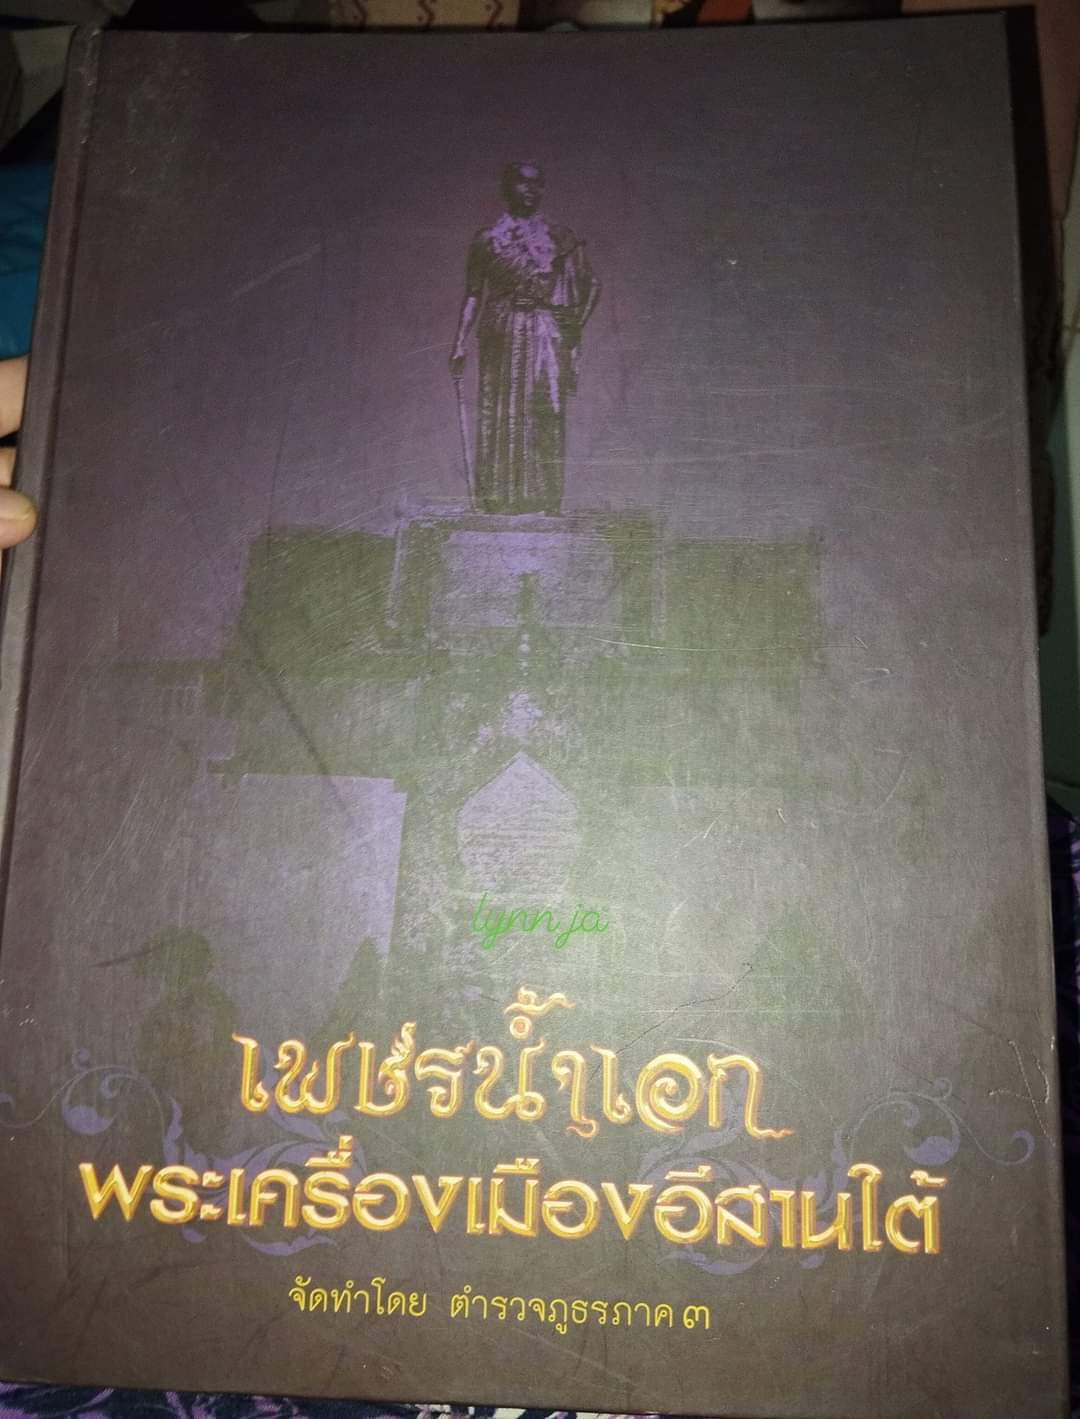 lynn ja
เพชรน้ำเอก
พระเครื่องเมืองอีสานใต้
จัดทำโดย ตำรวจภูธรภาค ๓